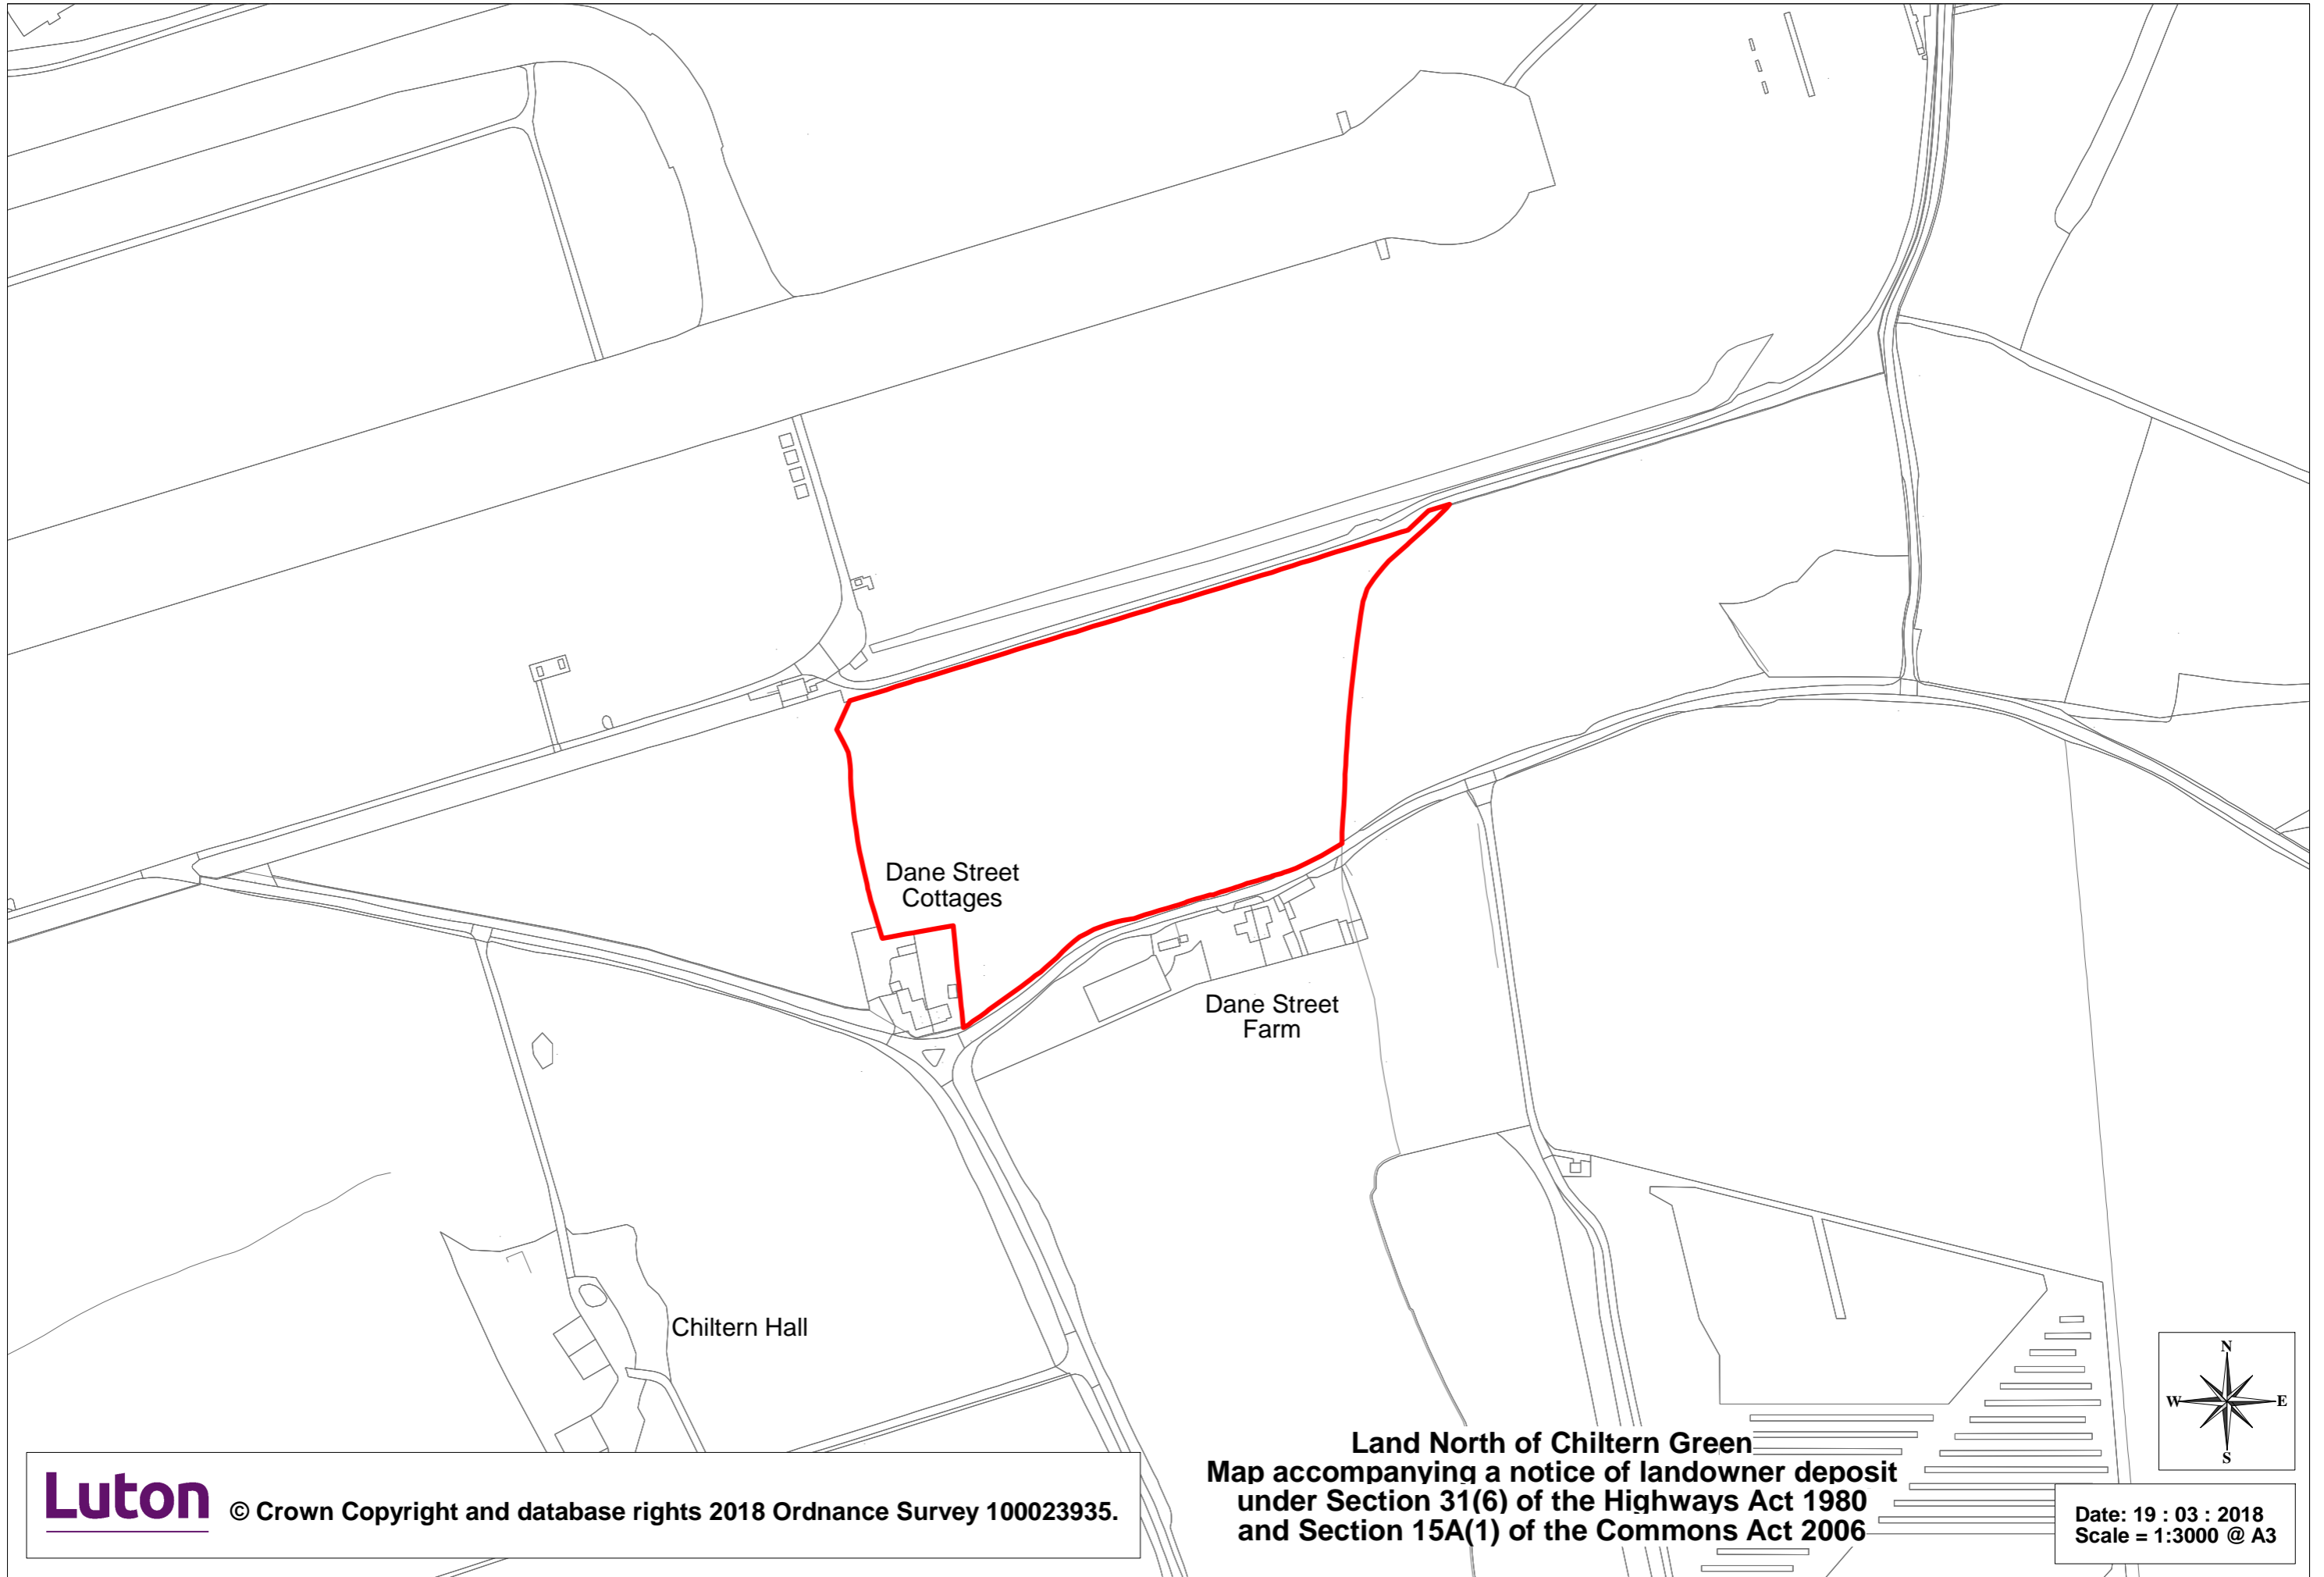 Dane Street
Cottages
Dane Street
Farm
Chiltern Hall
N
W
E
S
Land North of Chiltern Green
Map accompanying a notice of landowner deposit
under Section 31(6) of the Highways Act 1980
and Section 15A(1) of the Commons Act 2006
Luton
© Crown Copyright and database rights 2018 Ordnance Survey 100023935.
Date: 19 : 03 : 2018
Scale = 1:3000 @ A3